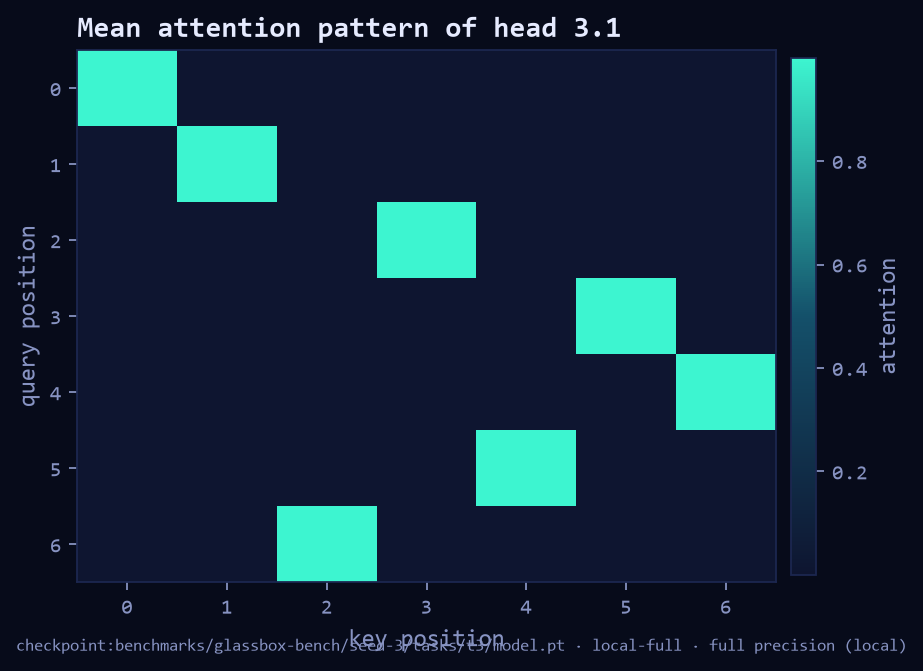 Mean attention pattern of head 3.1
0
1
2
3
4
5
6
query position
0 1 2 3 4 5 6
key position
0.8
0.6
0.4
0.2
attention
checkpoint:benchmarks/glassbox-bench/seed-3/tasks/t3/model.pt · local-full · full precision (local)